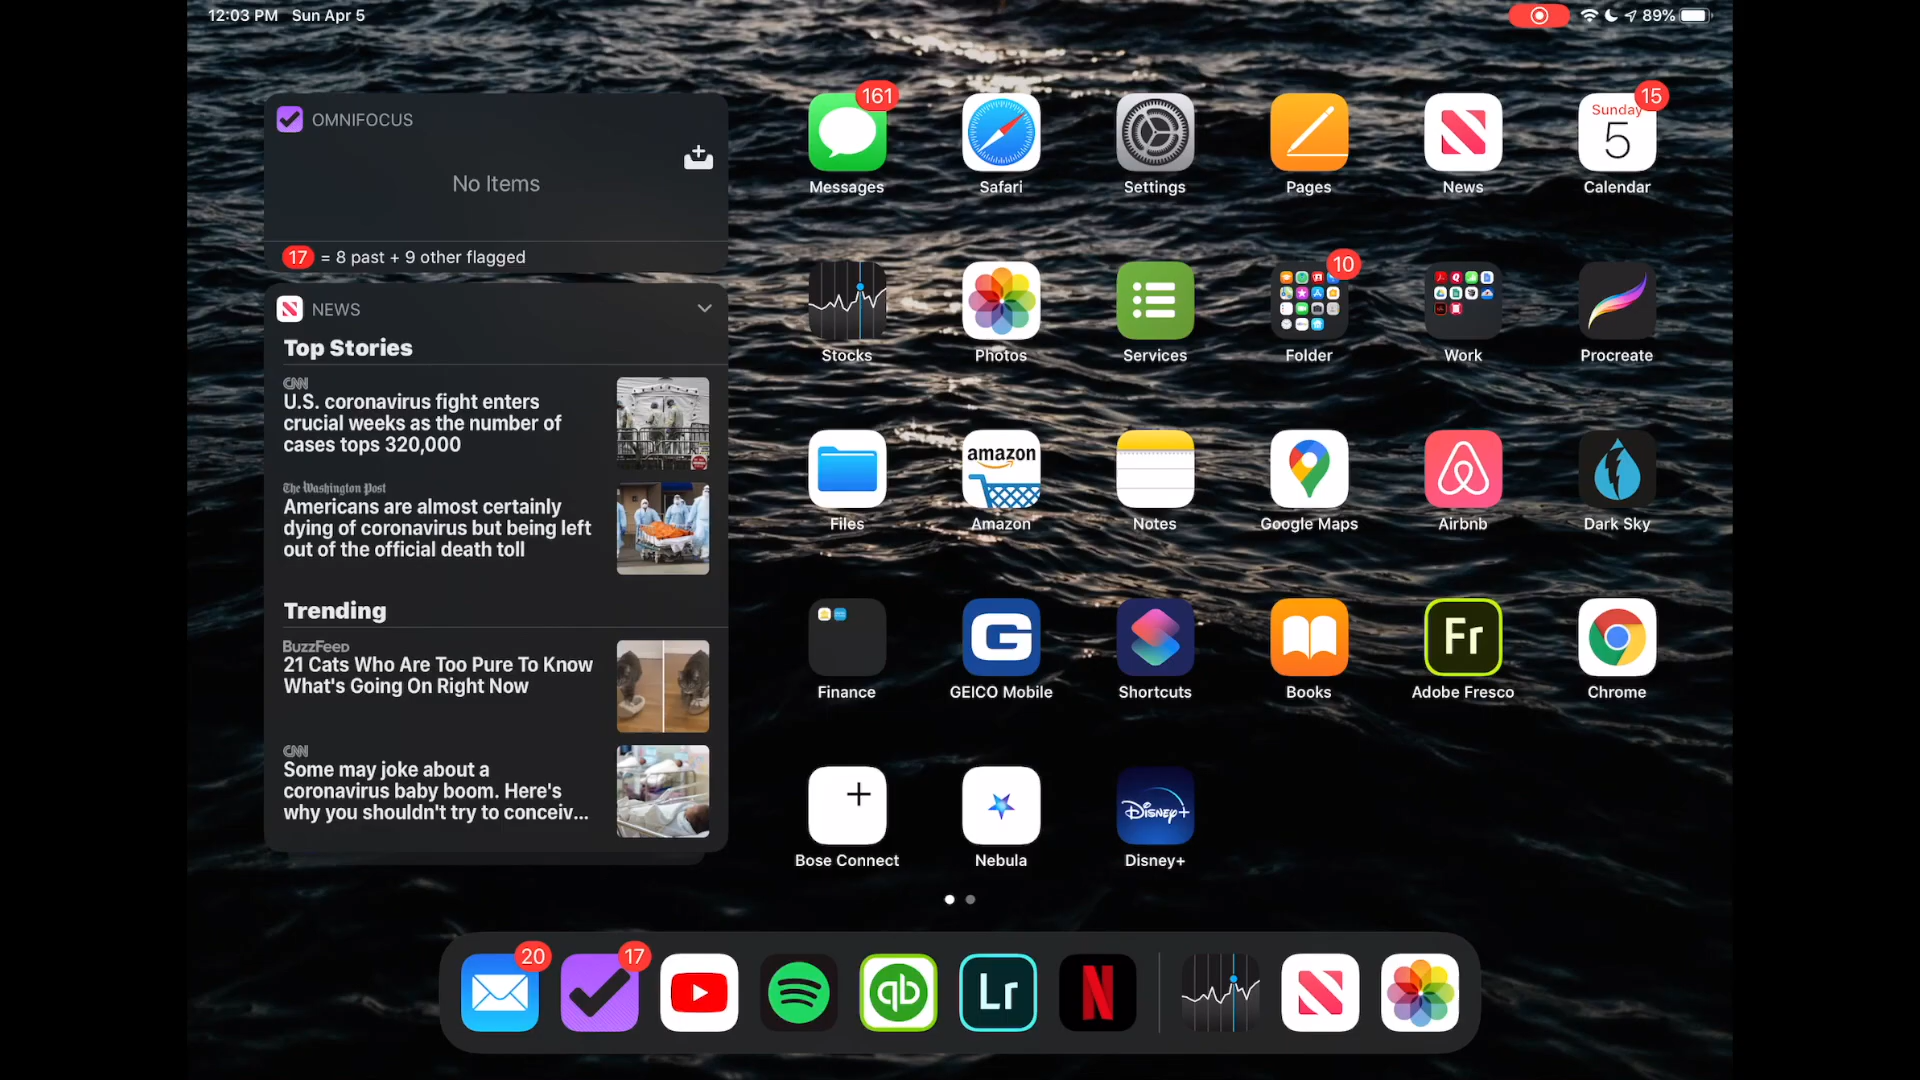 12:03 PM Sun Apr 5
89%
OMNIFOCUS
No Items
17 = 8 past + 9 other flagged
NEWS
Top Stories
CNN
U.S. coronavirus fight enters
crucial weeks as the number of
cases tops 320,000
The Washington Post
Americans are almost certainly
dying of coronavirus but being left
out of the official death toll
Trending
BuzzFeed
21 Cats Who Are Too Pure To Know
What's Going On Right Now
CNN
Some may joke about a
coronavirus baby boom. Here's
why you shouldn't try to conceiv...
161
15
Sunday
5
Messages Safari Settings Pages News Calendar
10
Stocks Photos Services Folder Work Procreate
amazon
Files Amazon Notes Google Maps Airbnb Dark Sky
G
Fr
Finance GEICO Mobile Shortcuts Books Adobe Fresco Chrome
Disney+
Bose Connect Nebula Disney+
20 17
qb Lr N